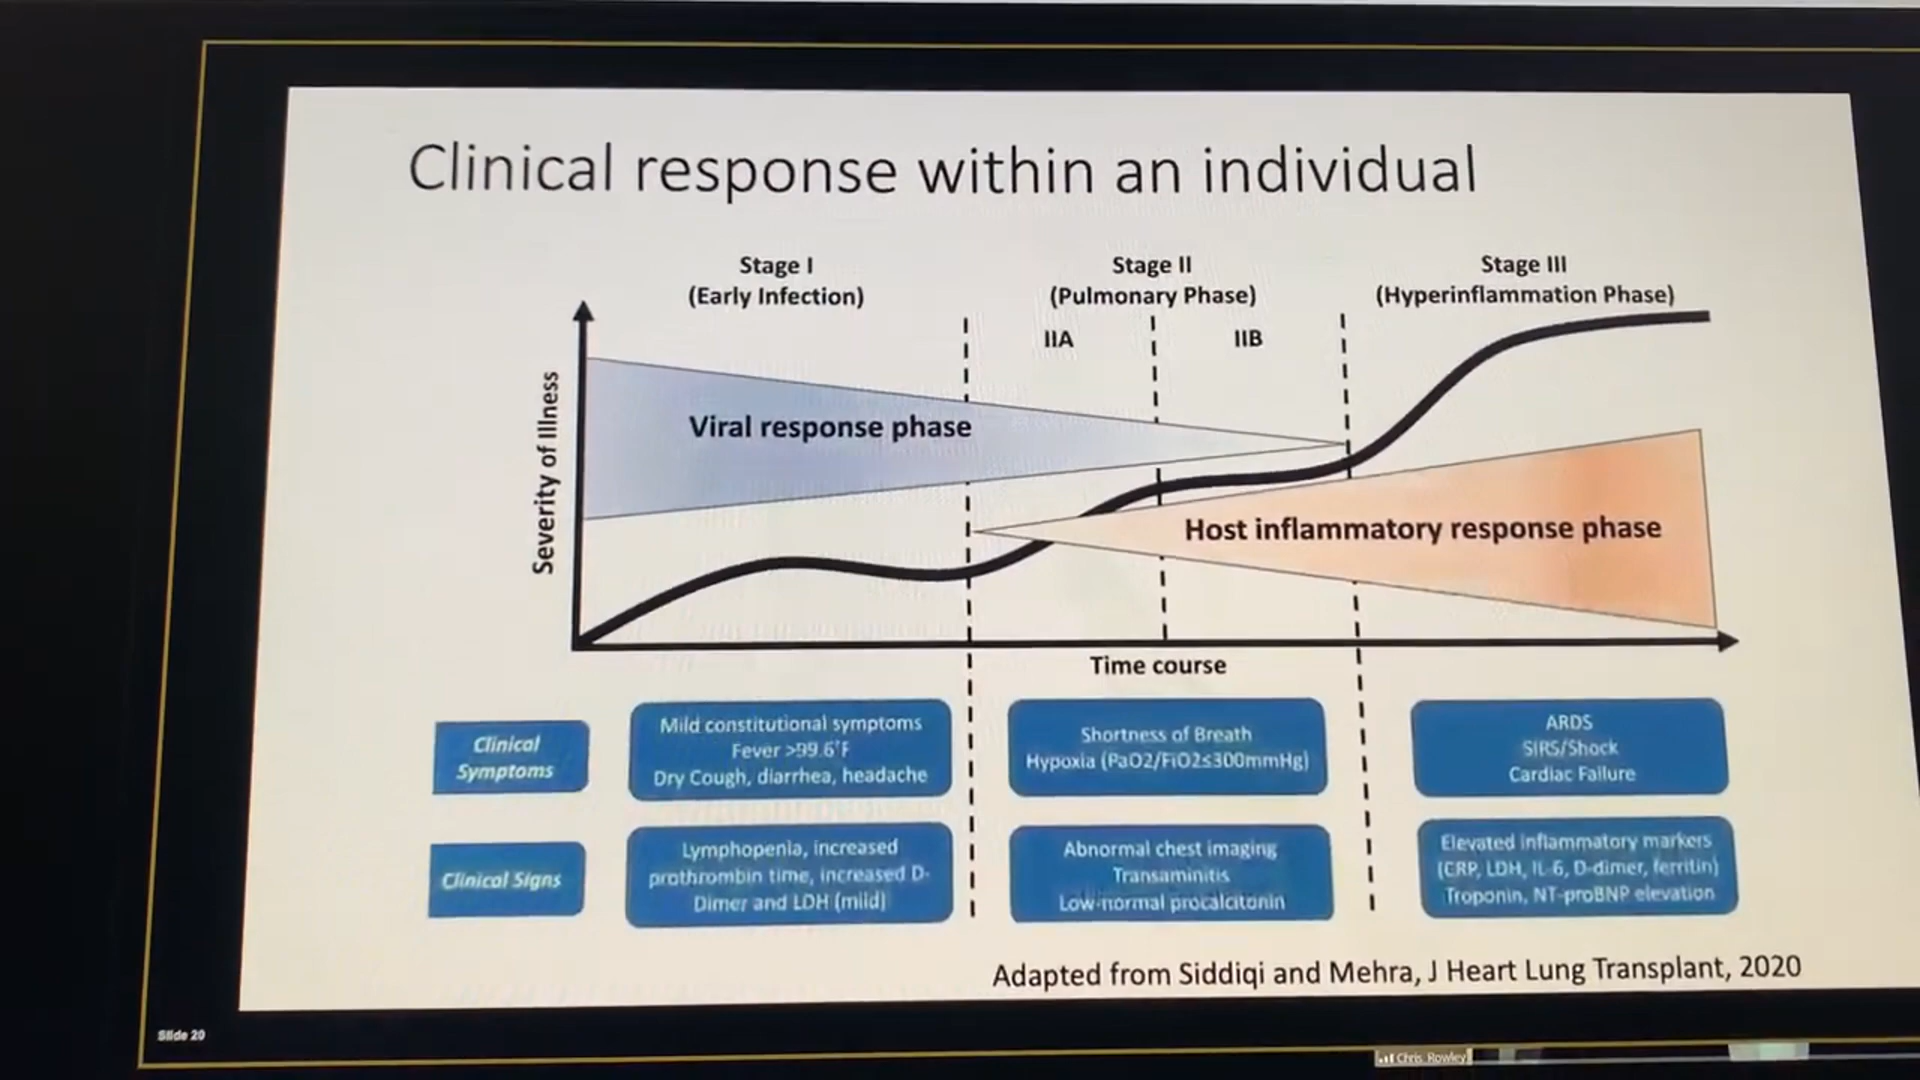 Clinical response within an individual
Stage I
(Early Infection)
Stage II
(Pulmonary Phase)
Stage III
(Hyperinflammation Phase)
IIA
IIB
Severity of Illness
Viral response phase
Host inflammatory response phase
Time course
Clinical
Symptoms
Mild constitutional symptoms
Fever >99.6°F
Dry Cough, diarrhea, headache
Shortness of Breath
Hypoxia (PaO2/FiO2≤300mmHg)
ARDS
SIRS/Shock
Cardiac Failure
Clinical Signs
Lymphopenia, increased
prothrombin time, increased D-
Dimer and LDH (mild)
Abnormal chest imaging
Transaminitis
Low-normal procalcitonin
Elevated inflammatory markers
(CRP, LDH, IL-6, D-dimer, ferritin)
Troponin, NT-proBNP elevation
Adapted from Siddiqi and Mehra, J Heart Lung Transplant, 2020
Slide 20
Chris Rowley